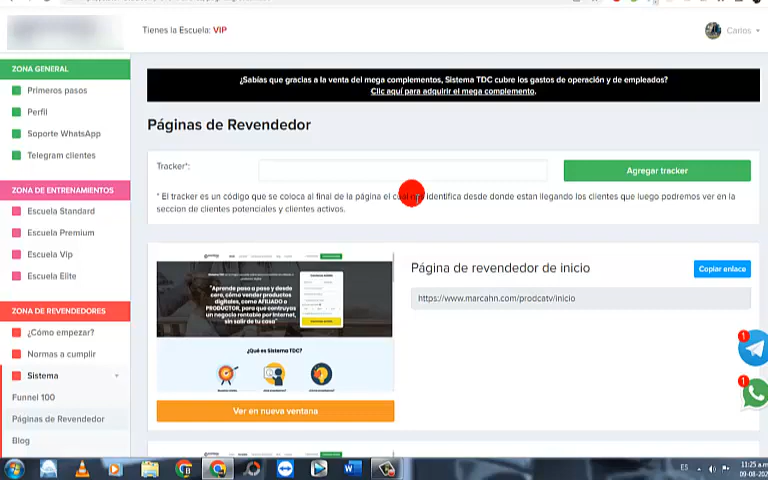 Tienes la Escuela: VIP
Carlos
ZONA GENERAL
Primeros pasos
Perfil
Soporte WhatsApp
Telegram clientes
ZONA DE ENTRENAMIENTOS
Escuela Standard
Escuela Premium
Escuela Vip
Escuela Elite
ZONA DE REVENDEDORES
¿Cómo empezar?
Normas a cumplir
Sistema
Funnel 100
Páginas de Revendedor
Blog
¿Sabías que gracias a la venta del mega complementos, Sistema TDC cubre los gastos de operación y de empleados?
Clic aquí para adquirir el mega complemento.
Páginas de Revendedor
Tracker*:
Agregar tracker
* El tracker es un código que se coloca al final de la página el identifica desde donde estan llegando los clientes que luego podremos ver en la
seccion de clientes potenciales y clientes activos.
"Aprende paso a paso y desde
cero, cómo vender productos
digitales, como AFILIADO o
PRODUCTOR, para que construyas
un negocio rentable por Internet,
sin salir de tu casa"
¿Qué es Sistema TDC?
Ver en nueva ventana
Página de revendedor de inicio
Copiar enlace
https://www.marcahn.com/prodcatv/inicio
1
1
ES
11:25 a.m